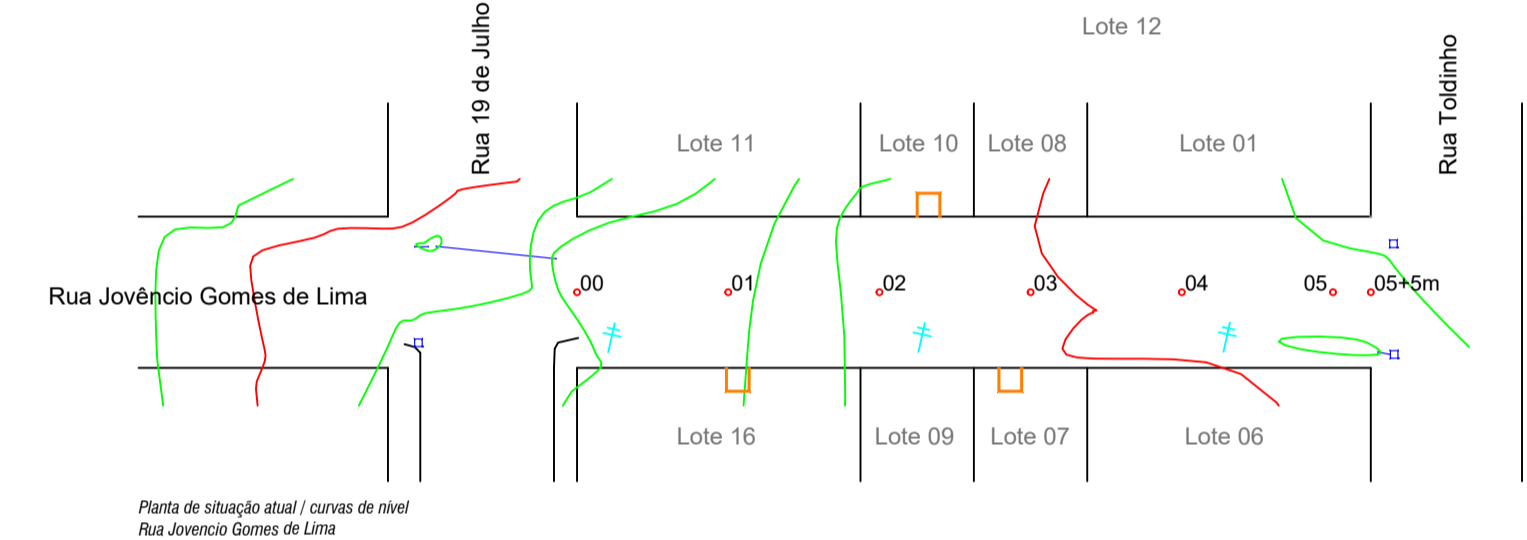 Lote 12
Rua 19 de Julho
Rua Toldinho
Lote 11
Lote 10
Lote 08
Lote 01
Rua Jovêncio Gomes de Lima
00
01
02
03
04
05
05+5m
Lote 16
Lote 09
Lote 07
Lote 06
Planta de situação atual / curvas de nível
Rua Jovencio Gomes de Lima